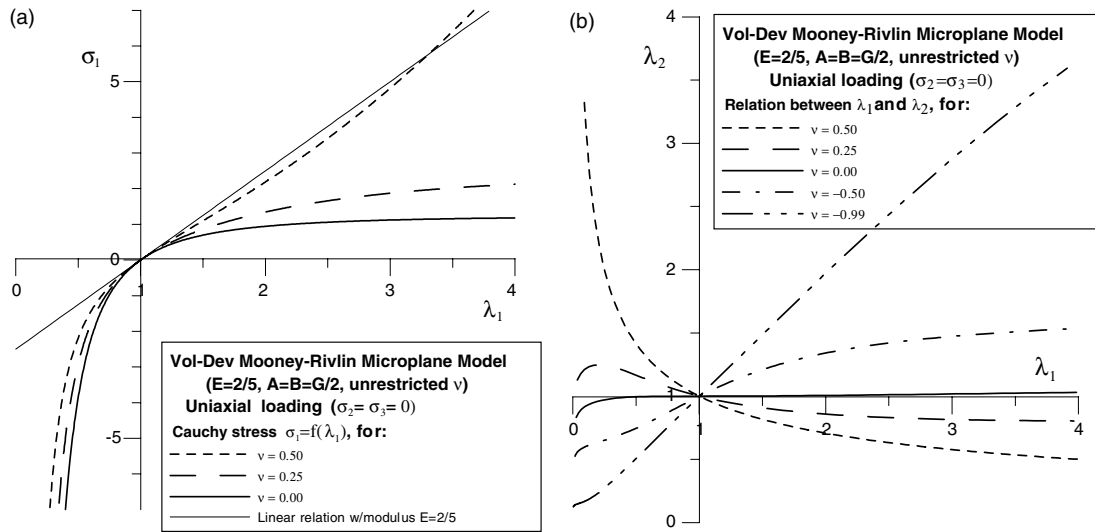 (a)
σ1
5
0
0
1
2
3
4
λ1
-5
Vol-Dev Mooney-Rivlin Microplane Model
(E=2/5, A=B=G/2, unrestricted ν)
Uniaxial loading (σ2= σ3= 0)
Cauchy stress σ1=f(λ1), for:
ν = 0.50
ν = 0.25
ν = 0.00
Linear relation w/modulus E=2/5
(b)
4
λ2
3
2
1
0
0
1
2
3
4
λ1
Vol-Dev Mooney-Rivlin Microplane Model
(E=2/5, A=B=G/2, unrestricted ν)
Uniaxial loading (σ2=σ3=0)
Relation between λ1 and λ2, for:
ν = 0.50
ν = 0.25
ν = 0.00
ν = −0.50
ν = −0.99